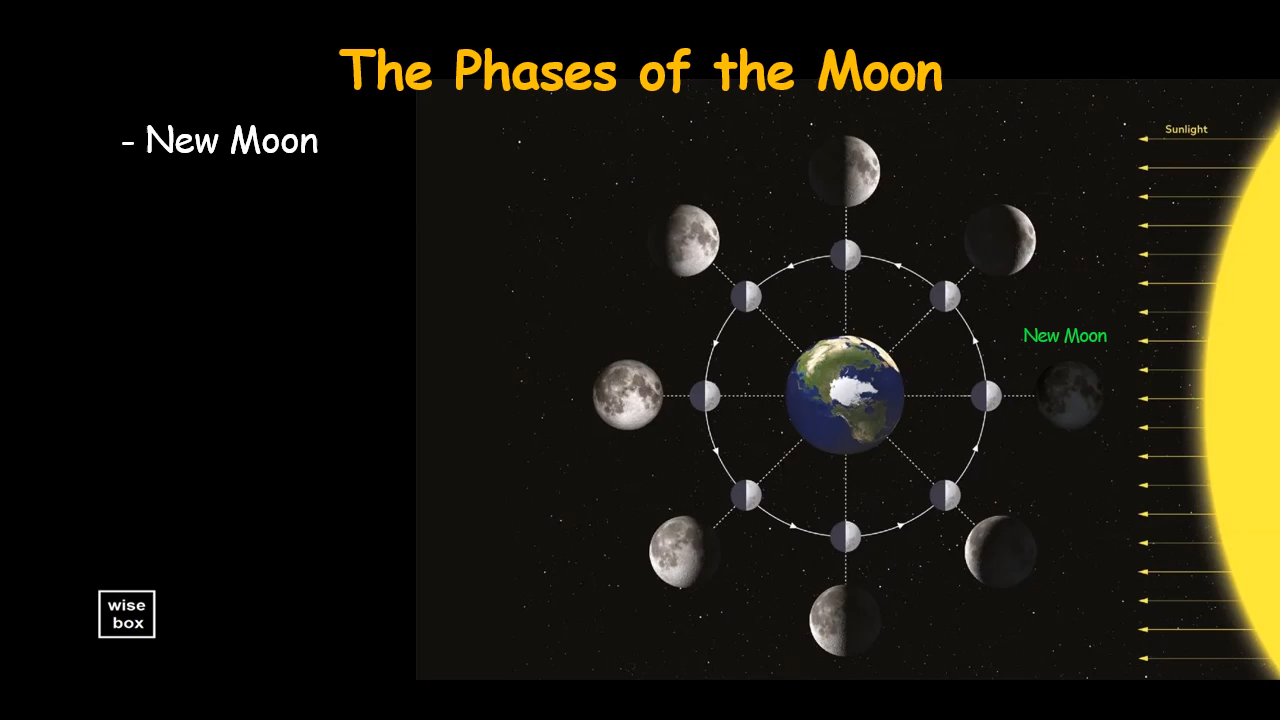 The Phases of the Moon
- New Moon
Sunlight
New Moon
wise
box